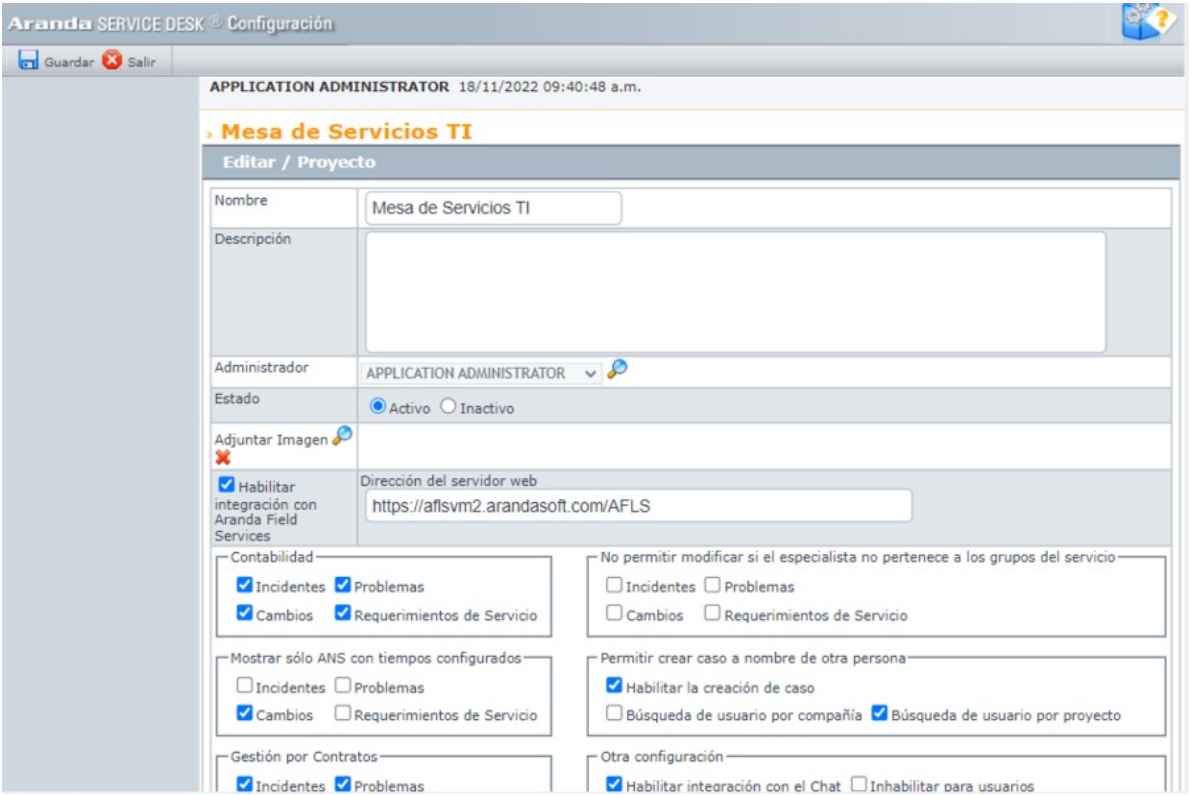 Aranda SERVICE DESK ® Configuración
Guardar Salir
APPLICATION ADMINISTRATOR 18/11/2022 09:40:48 a.m.
» Mesa de Servicios TI
Editar / Proyecto
Nombre
Mesa de Servicios TI
Descripción
Administrador
APPLICATION ADMINISTRATOR
Estado
Activo Inactivo
Adjuntar Imagen
Habilitar
integración con
Aranda Field
Services
Dirección del servidor web
https://aflsvm2.arandasoft.com/AFLS
Contabilidad
Incidentes Problemas
Cambios Requerimientos de Servicio
No permitir modificar si el especialista no pertenece a los grupos del servicio
Incidentes Problemas
Cambios Requerimientos de Servicio
Mostrar sólo ANS con tiempos configurados
Incidentes Problemas
Cambios Requerimientos de Servicio
Permitir crear caso a nombre de otra persona
Habilitar la creación de caso
Búsqueda de usuario por compañía Búsqueda de usuario por proyecto
Gestión por Contratos
Incidentes Problemas
Otra configuración
Habilitar integración con el Chat Inhabilitar para usuarios